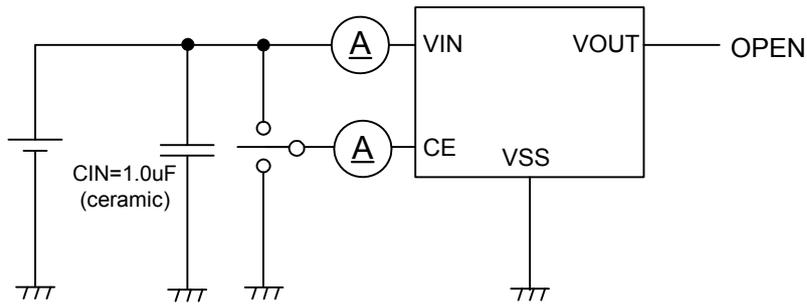 A
VIN
VOUT
OPEN
A
CE
VSS
CIN=1.0uF
(ceramic)